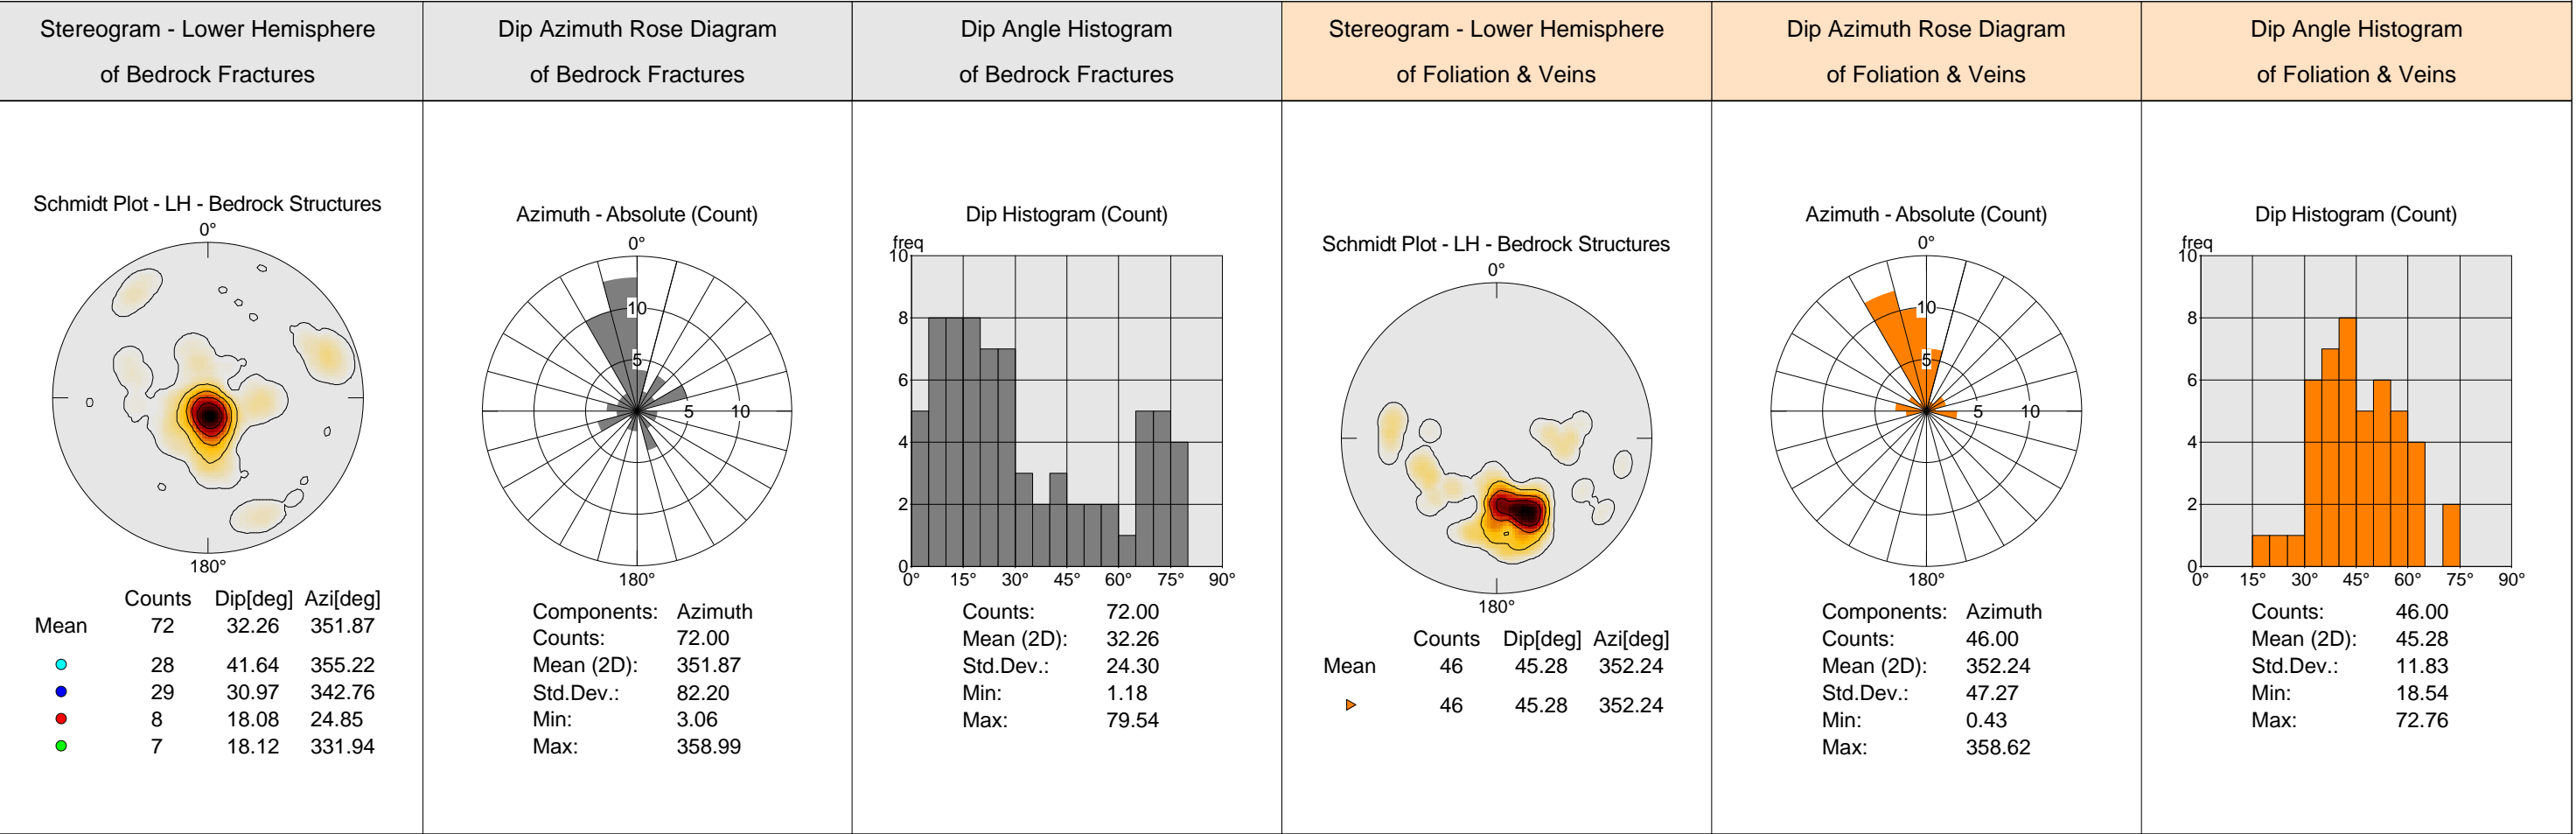 Stereogram - Lower Hemisphere
of Bedrock Fractures
Dip Azimuth Rose Diagram
of Bedrock Fractures
Dip Angle Histogram
of Bedrock Fractures
Stereogram - Lower Hemisphere
of Foliation & Veins
Dip Azimuth Rose Diagram
of Foliation & Veins
Dip Angle Histogram
of Foliation & Veins
Schmidt Plot - LH - Bedrock Structures
0°
180°
Counts Dip[deg] Azi[deg]
Mean 72 32.26 351.87
28 41.64 355.22
29 30.97 342.76
8 18.08 24.85
7 18.12 331.94
Azimuth - Absolute (Count)
0°
10
5
5 10
180°
Components: Azimuth
Counts: 72.00
Mean (2D): 351.87
Std.Dev.: 82.20
Min: 3.06
Max: 358.99
Dip Histogram (Count)
freq
10
8
6
4
2
0
0° 15° 30° 45° 60° 75° 90°
Counts: 72.00
Mean (2D): 32.26
Std.Dev.: 24.30
Min: 1.18
Max: 79.54
Schmidt Plot - LH - Bedrock Structures
0°
180°
Counts Dip[deg] Azi[deg]
Mean 46 45.28 352.24
46 45.28 352.24
Azimuth - Absolute (Count)
0°
10
5
5 10
180°
Components: Azimuth
Counts: 46.00
Mean (2D): 352.24
Std.Dev.: 47.27
Min: 0.43
Max: 358.62
Dip Histogram (Count)
freq
10
8
6
4
2
0
0° 15° 30° 45° 60° 75° 90°
Counts: 46.00
Mean (2D): 45.28
Std.Dev.: 11.83
Min: 18.54
Max: 72.76